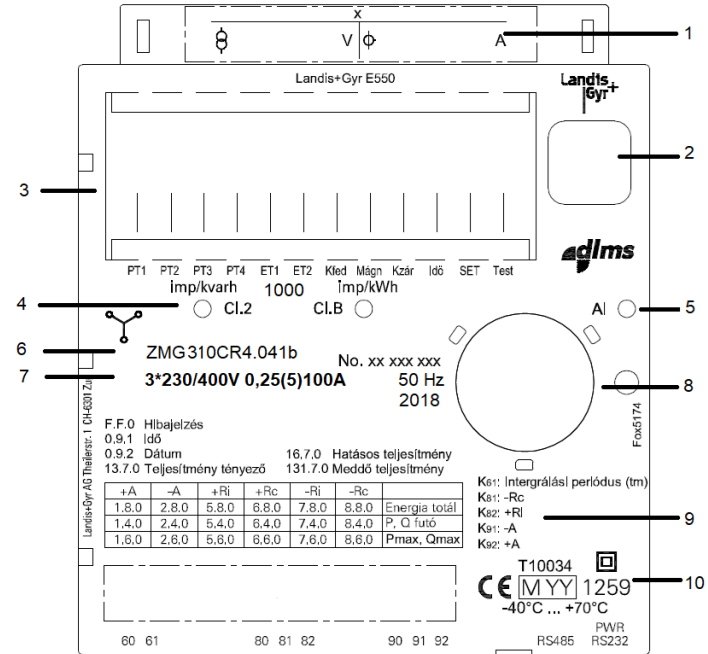 x
V A
1
Landis+Gyr E550
Landis
Gyr+
2
3
dlms
PT1 PT2 PT3 PT4 ET1 ET2 Kfed Mágn Kzár Idö SET Test
imp/kvarh 1000 imp/kWh
4 Cl.2 Cl.B Al 5
6 ZMG310CR4.041b
No. xx xxx xxx
7 3*230/400V 0,25(5)100A 50 Hz
2018
8
Fox5174
Landis+Gyr AG Theilerstr. 1 CH-6301 Zu
F.F.0 HIbajelzés
0,9,1 Idő
0.9.2 Dátum 16,7.0 Hatásos teljesítmény
13.7.0 Teljesítmény tényező 131.7.0 Meddő teljesítmény
+A -A +Ri +Rc -Ri -Rc
1.8.0 2.8.0 5.8.0 6.8.0 7.8.0 8.8.0 Energia totál
1.4.0 2.4.0 5.4.0 6.4.0 7.4.0 8.4.0 P, Q futó
1,6,0 2,6,0 5,6,0 6,6,0 7,6,0 8,6,0 Pmax, Qmax
K61: Intergrálási perlódus (tm)
K81: -Rc
K82: +RI
K91: -A
K92: +A
9
T10034
CE M YY 1259
10
-40°C ... +70°C
PWR
60 61 80 81 82 90 91 92 RS485 RS232